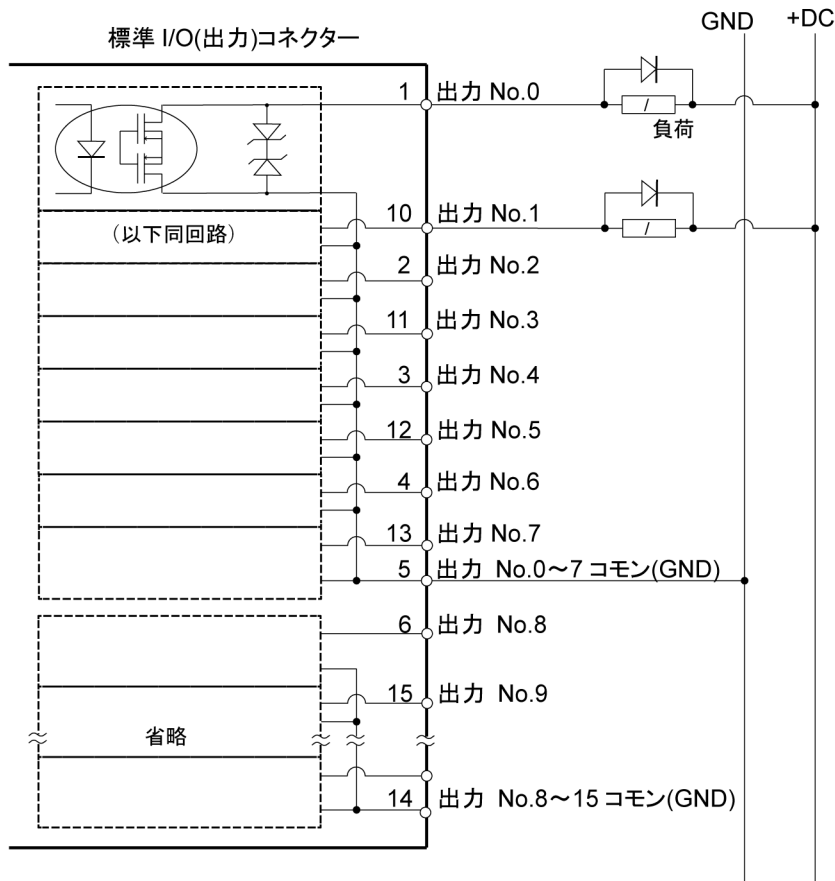 GND +DC
標準 I/O(出力)コネクター
1 出力 No.0
負荷
10 出力 No.1
(以下同回路)
2 出力 No.2
11 出力 No.3
3 出力 No.4
12 出力 No.5
4 出力 No.6
13 出力 No.7
5 出力 No.0~7 コモン(GND)
6 出力 No.8
15 出力 No.9
省略
14 出力 No.8~15 コモン(GND)